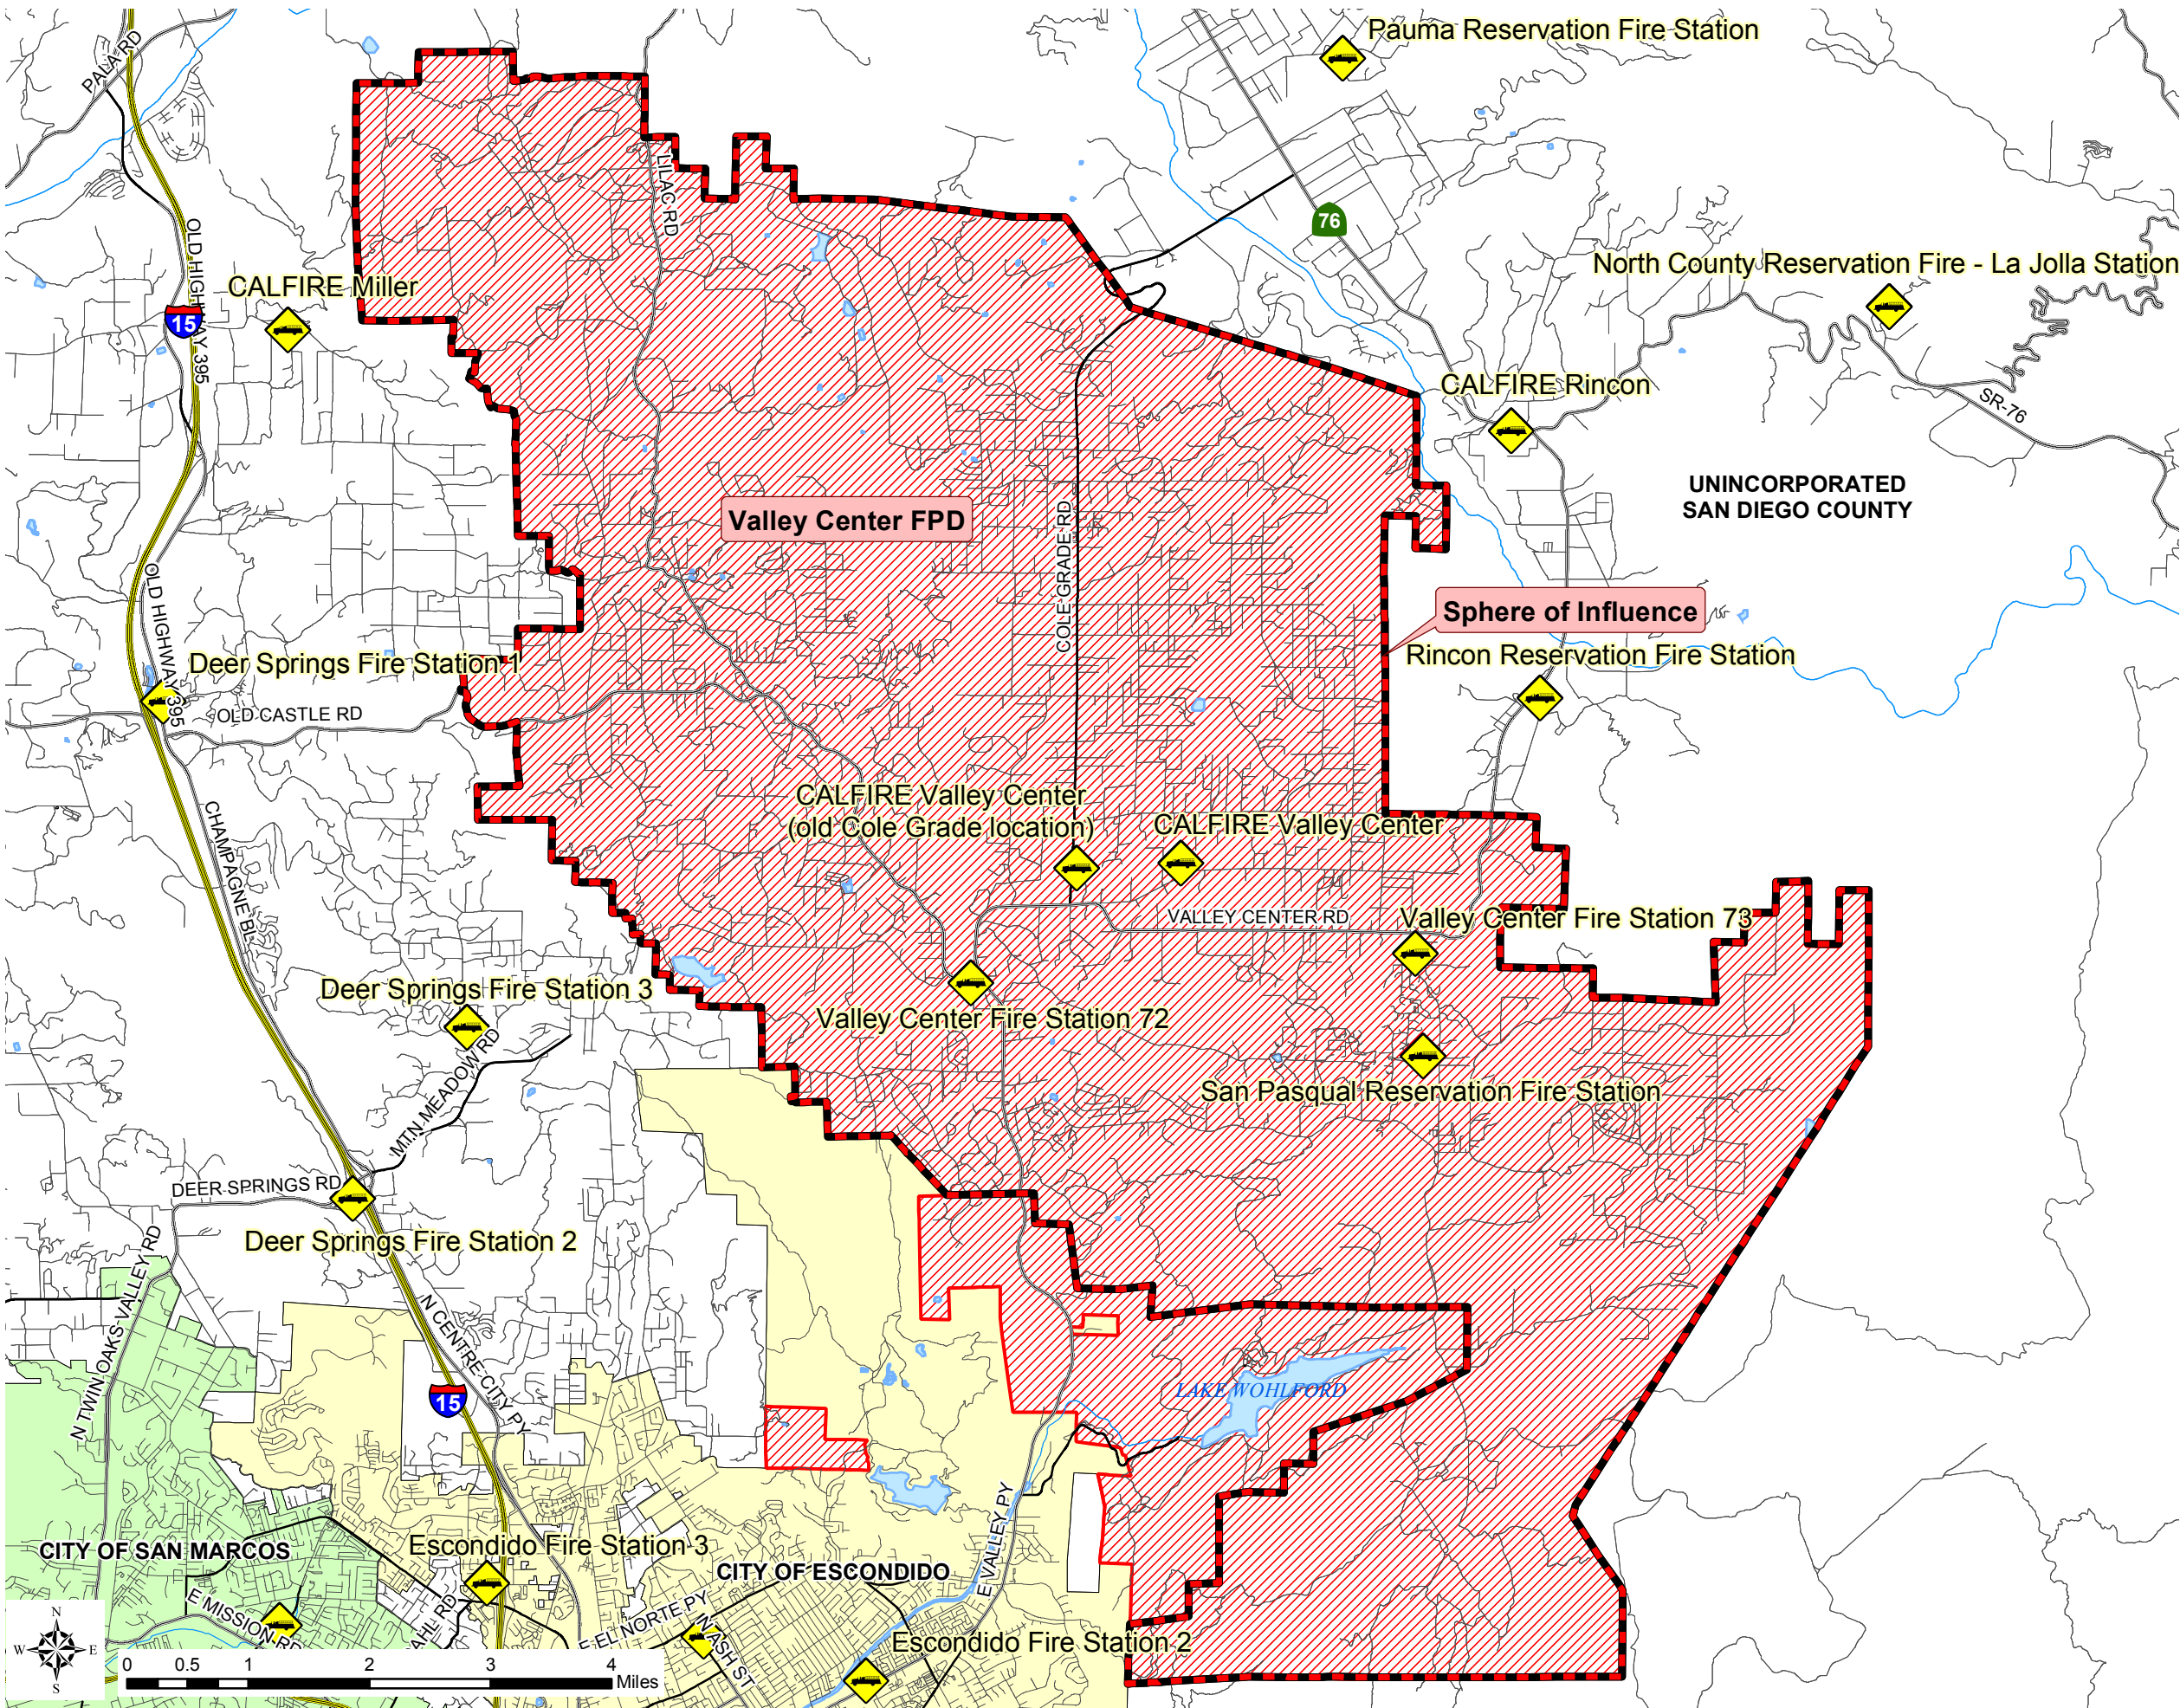 Pauma Reservation Fire Station
PALA RD
LILAC RD
76
OLD HIGHWAY 395
North County Reservation Fire - La Jolla Station
CALFIRE Miller
15
CALFIRE Rincon
SR-76
UNINCORPORATED
SAN DIEGO COUNTY
Valley Center FPD
COLE GRADE RD
OLD HIGHWAY 395
Sphere of Influence
Rincon Reservation Fire Station
Deer Springs Fire Station 1
OLD CASTLE RD
CALFIRE Valley Center
(old Cole Grade location)
CALFIRE Valley Center
CHAMPAGNE BL
VALLEY CENTER RD
Valley Center Fire Station 73
Deer Springs Fire Station 3
Valley Center Fire Station 72
MTN MEADOW RD
San Pasqual Reservation Fire Station
DEER SPRINGS RD
Deer Springs Fire Station 2
N TWIN OAKS VALLEY RD
N CENTRE CITY PY
15
LAKE WOHLFORD
E VALLEY PY
CITY OF SAN MARCOS
Escondido Fire Station 3
CITY OF ESCONDIDO
E MISSION RD
AHL RD
E EL NORTE PY
N ASH ST
Escondido Fire Station 2
N
W E
S
0 0.5 1 2 3 4
Miles